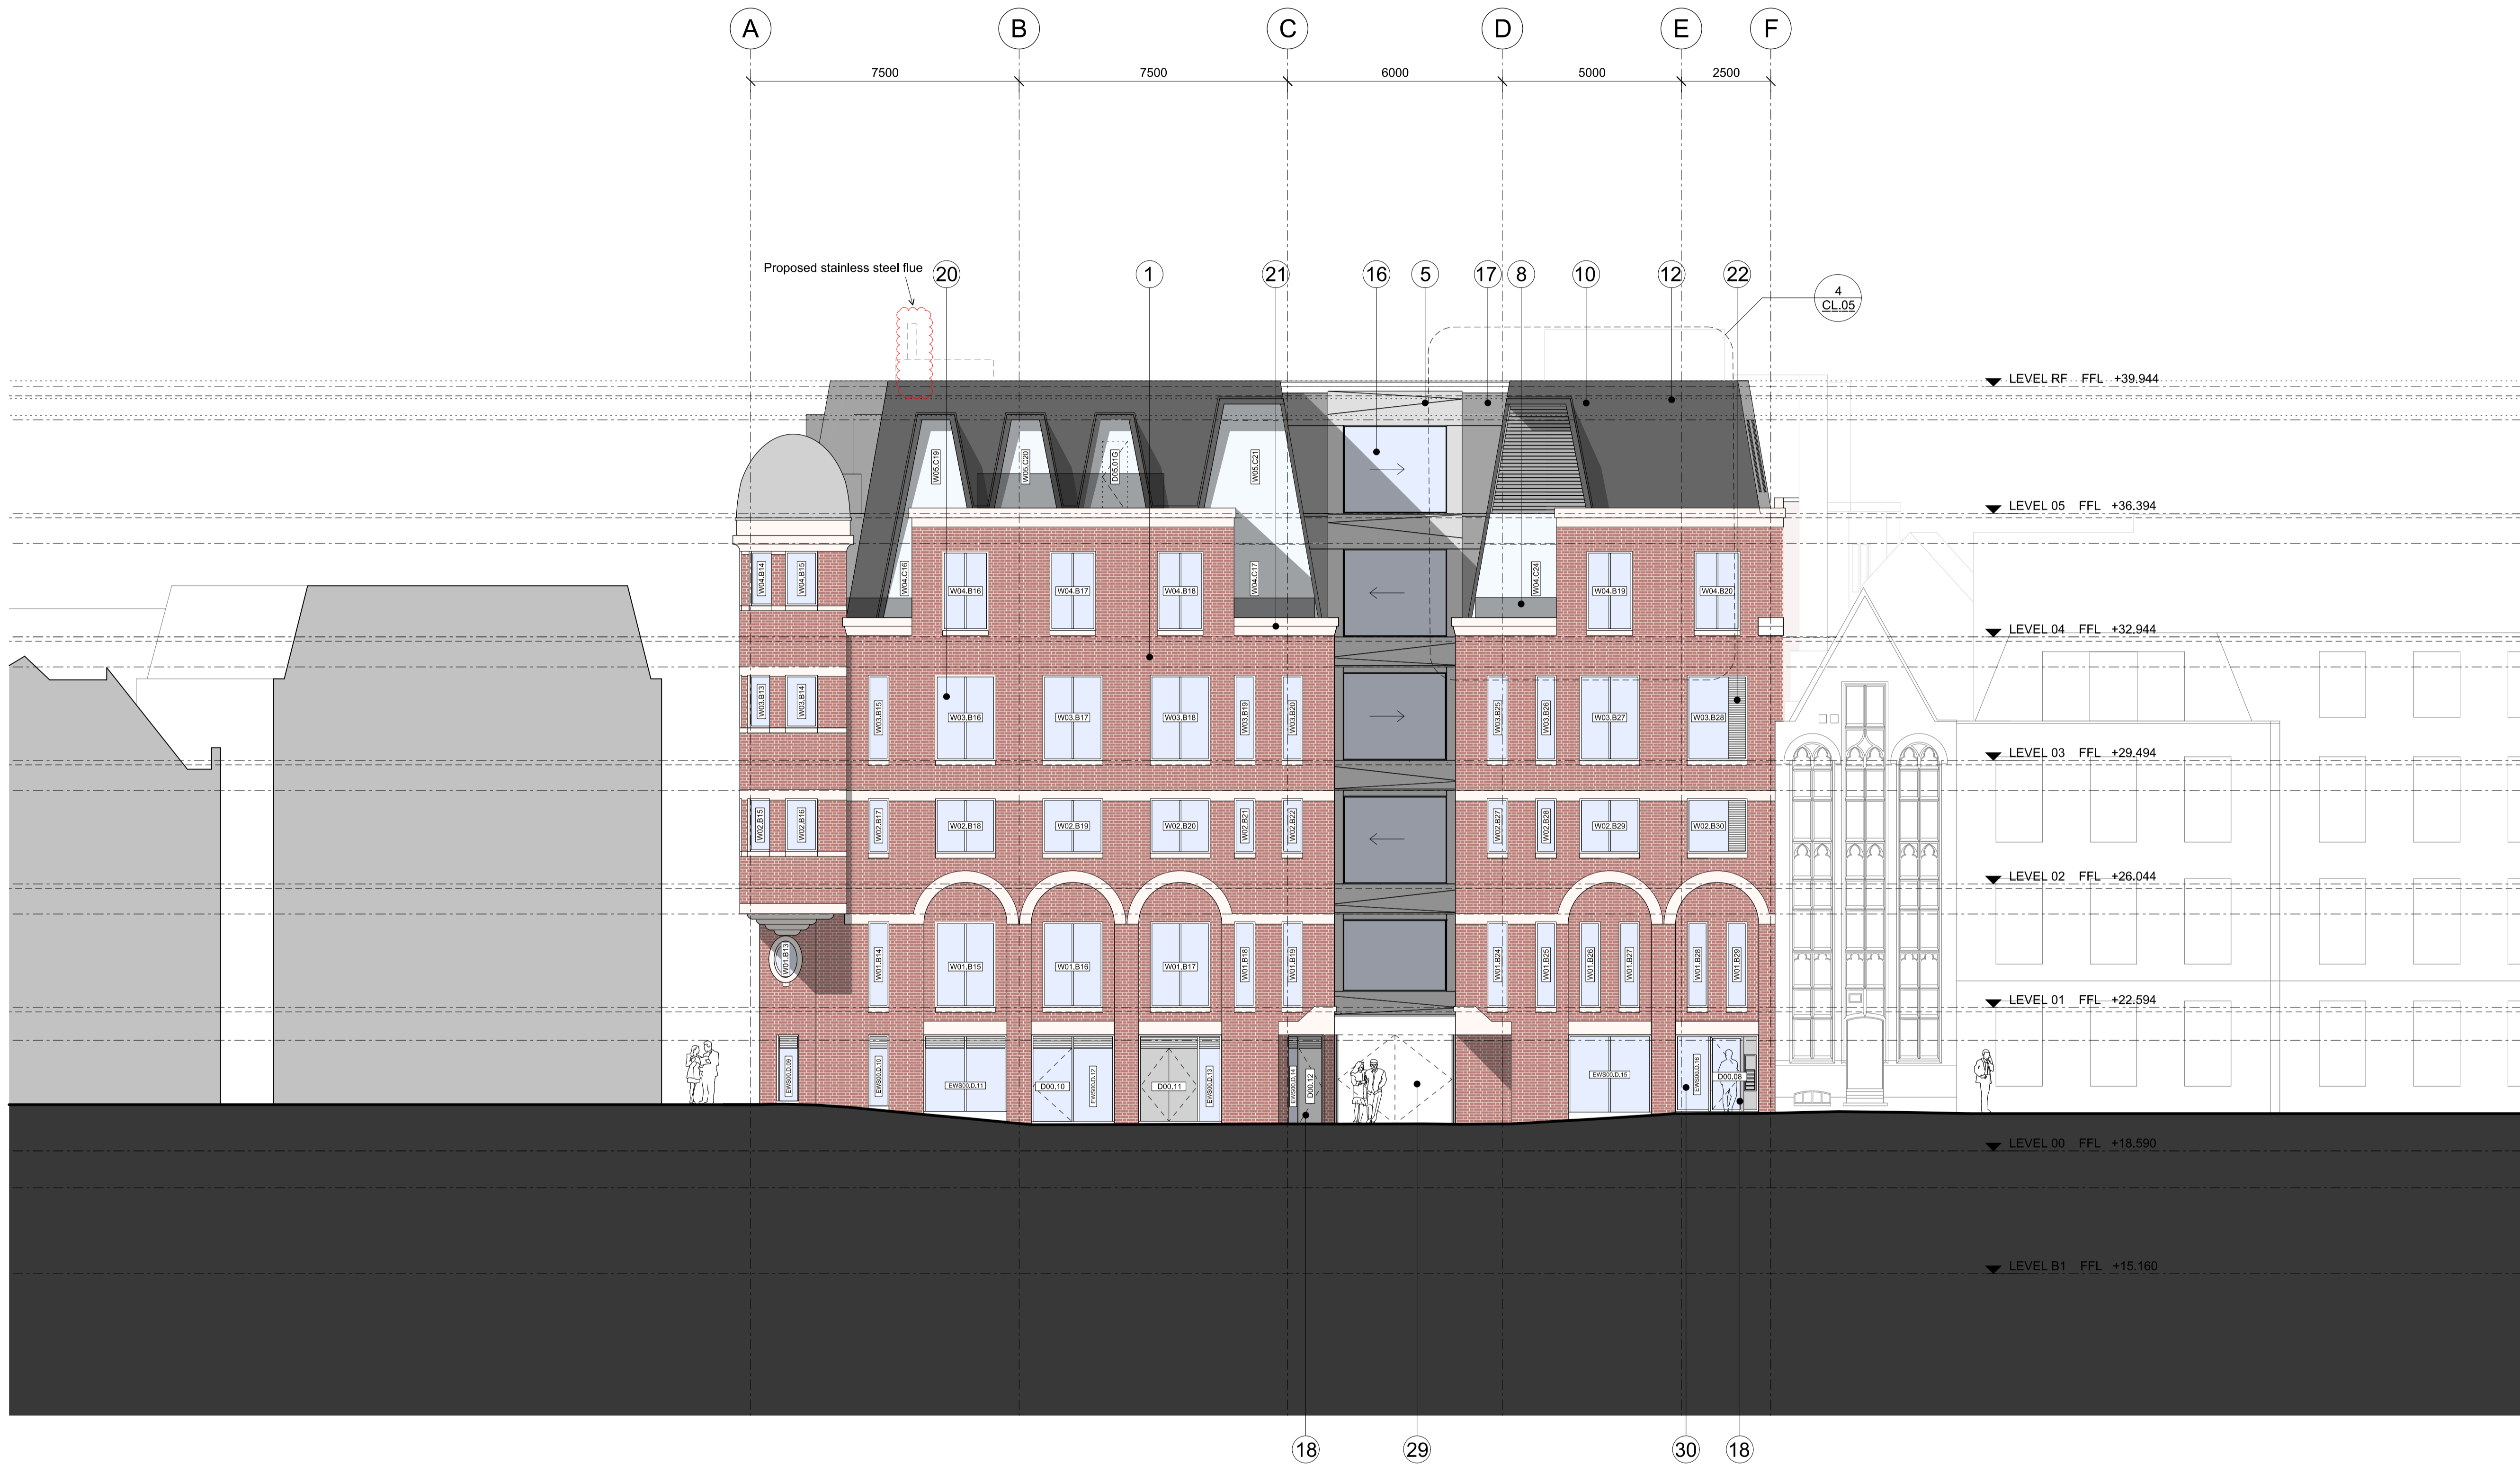 A B C D E F
7500 7500 6000 5000 2500
Proposed stainless steel flue
20 1 21 16 5 17 8 10 12 22
4
CL.05
LEVEL RF FFL +39.944
W05.C19 W05.C20 D05.01G W05.C21
LEVEL 05 FFL +36.394
W04.B14 W04.B15 W04.C16 W04.B16 W04.B17 W04.B18 W04.C17 W04.C24 W04.B19 W04.B20
LEVEL 04 FFL +32.944
W03.B13 W03.B14 W03.B15 W03.B16 W03.B17 W03.B18 W03.B19 W03.B20 W03.B25 W03.B26 W03.B27 W03.B28
LEVEL 03 FFL +29.494
W02.B15 W02.B16 W02.B17 W02.B18 W02.B19 W02.B20 W02.B21 W02.B22 W02.B27 W02.B28 W02.B29 W02.B30
LEVEL 02 FFL +26.044
W01.B13 W01.B14 W01.B15 W01.B16 W01.B17 W01.B18 W01.B19 W01.B24 W01.B25 W01.B26 W01.B27 W01.B28 W01.B29
LEVEL 01 FFL +22.594
EWS00.D.09 EWS00.D.10 EWS00.D.11 D00.10 EWS00.D.12 D00.11 EWS00.D.13 EWS00.D.14 D00.12 EWS00.D.15 EWS00.D.16 D00.08
LEVEL 00 FFL +18.590
LEVEL B1 FFL +15.160
18 29 30 18